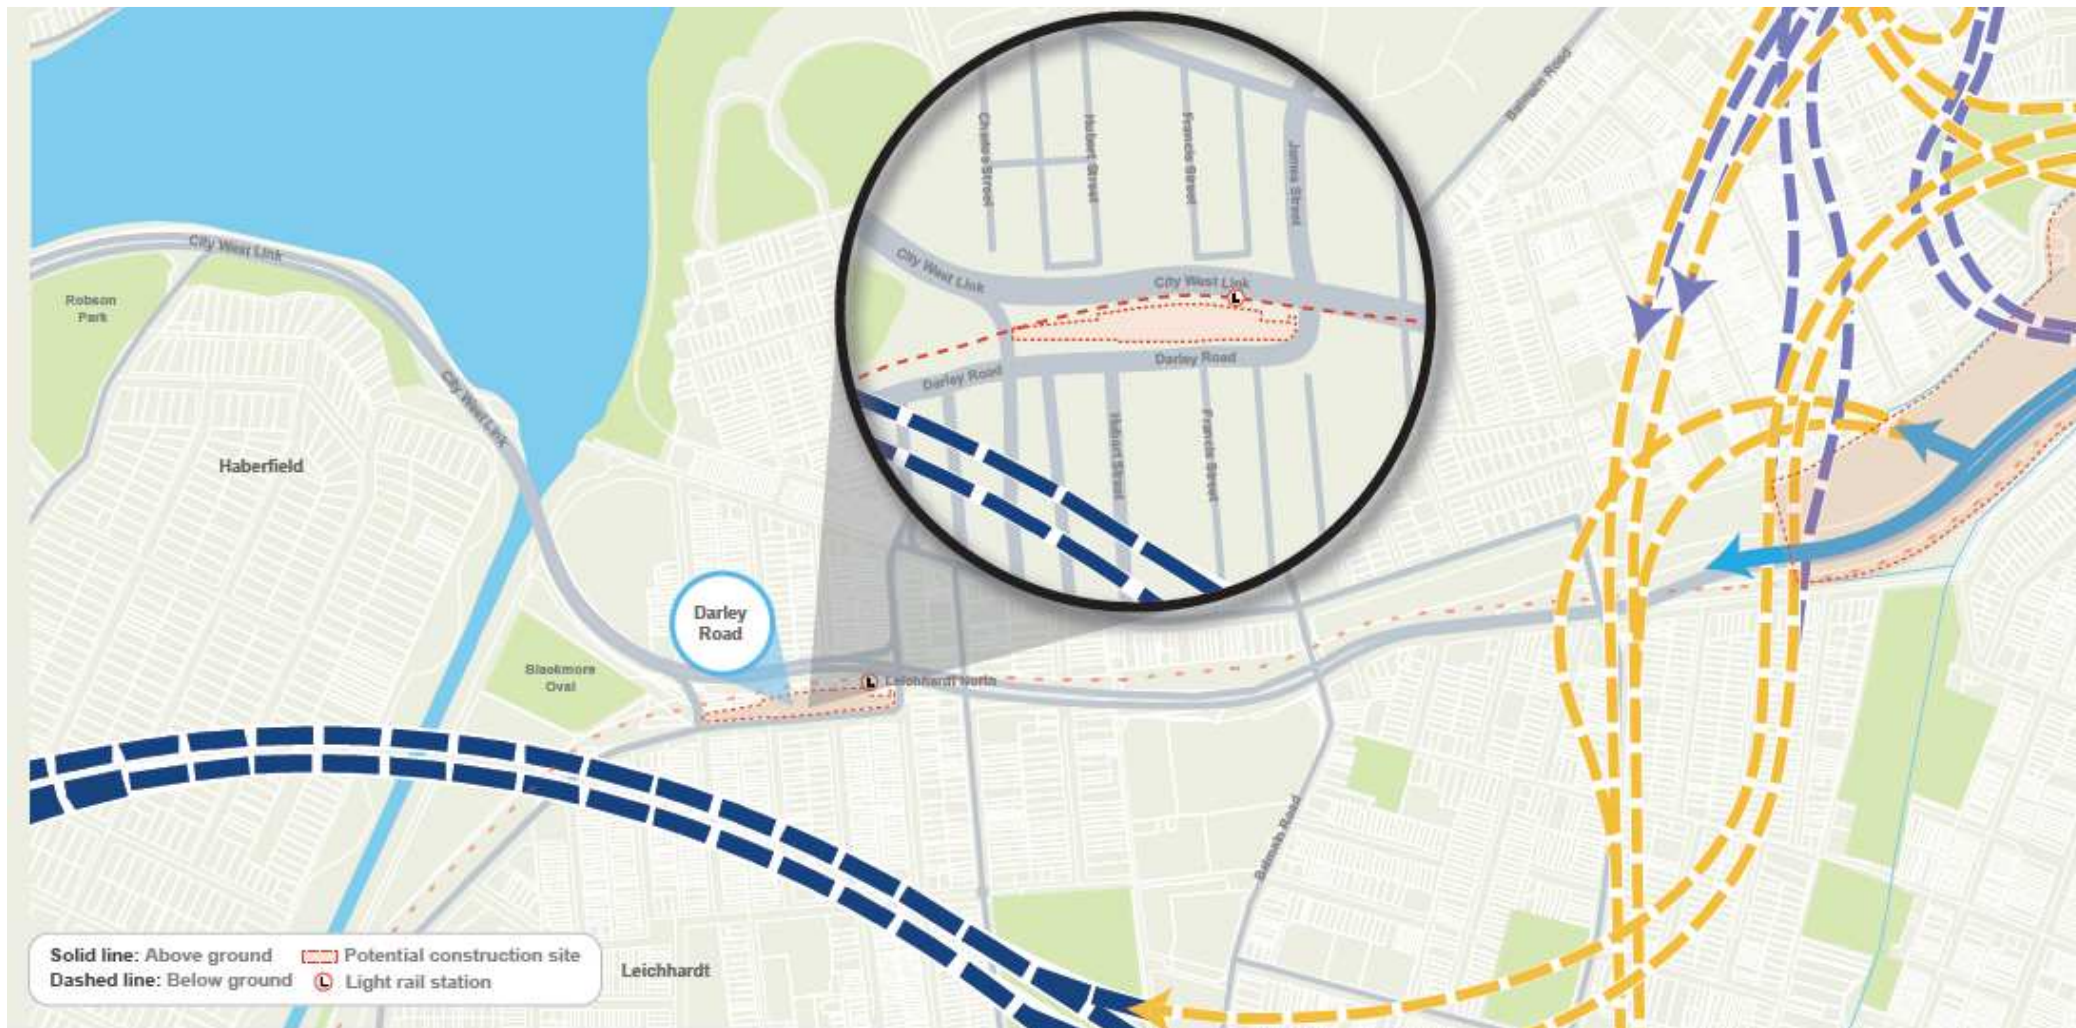 City West Link
Robson
Park
City West Link
Haberfield
Balmain Road
Charles Street
Hubert Street
Francis Street
James Street
City West Link
City West Link
L
Darley Road
Darley Road
Hubert Street
Francis Street
Darley
Road
Blackmore
Oval
L
Leichhardt North
Balmain Road
Leichhardt
Solid line: Above ground
Dashed line: Below ground
Potential construction site
L
Light rail station